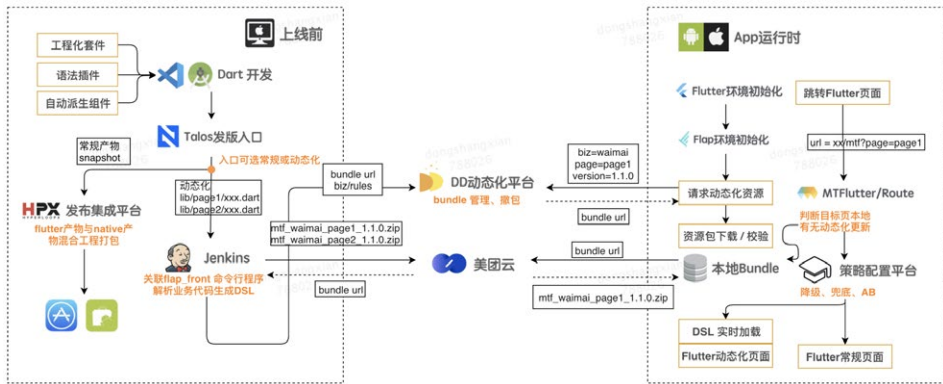 上线前
工程化套件
语法插件
自动派生组件
Dart 开发
Talos发版入口
常规产物
snapshot
入口可选常规或动态化
动态化
lib/page1/xxx.dart
lib/page2/xxx.dart
HPX
发布集成平台
flutter产物与native产
物混合工程打包
Jenkins
关联flap_front 命令行程序
解析业务代码生成DSL
bundle url
biz/rules
mtf_waimai_page1_1.1.0.zip
mtf_waimai_page2_1.1.0.zip
bundle url
dongshangxian
788026
DD动态化平台
bundle 管理、撤包
美团云
biz=waimai
page=page1
version=1.1.0
bundle url
bundle url
mtf_waimai_page1_1.1.0.zip
App运行时
Flutter环境初始化
Flap环境初始化
请求动态化资源
资源包下载 / 校验
本地Bundle
跳转Flutter页面
url = xx/mtf?page=page1
MTFlutter/Route
判断目标页本地
有无动态化更新
策略配置平台
降级、兜底、AB
DSL 实时加载
Flutter动态化页面
Flutter常规页面